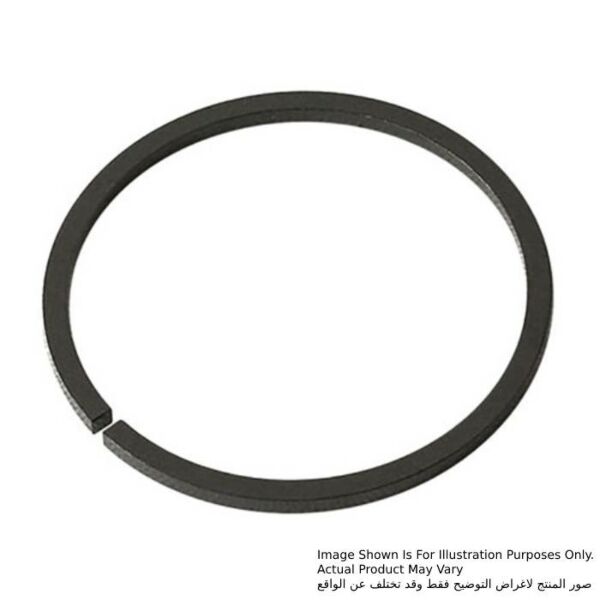 Image Shown Is For Illustration Purposes Only.
Actual Product May Vary
صور المنتج لاغراض التوضيح فقط وقد تختلف عن الواقع